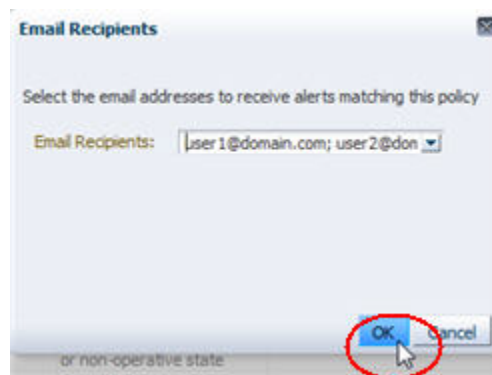 Email Recipients
Select the email addresses to receive alerts matching this policy
Email Recipients: user1@domain.com; user2@don
OK Cancel
or non-operative state